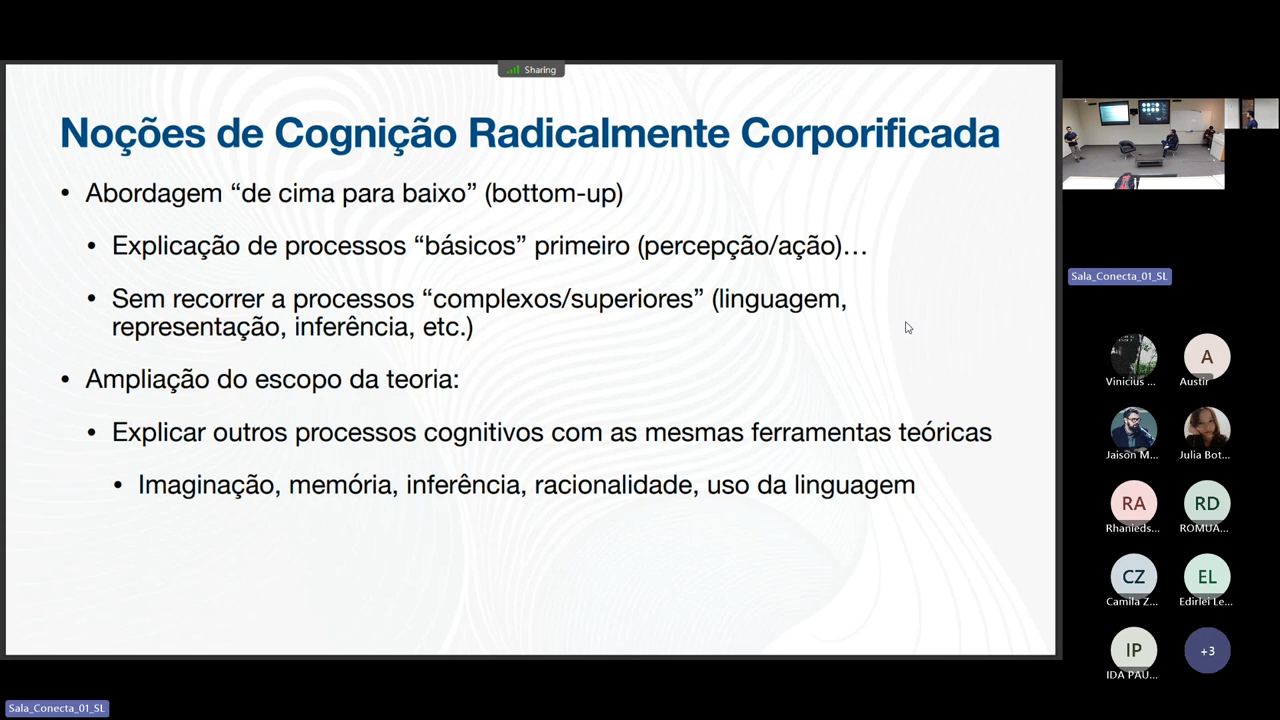 Sharing
Noções de Cognição Radicalmente Corporificada
• Abordagem “de cima para baixo” (bottom-up)
• Explicação de processos “básicos” primeiro (percepção/ação)…
• Sem recorrer a processos “complexos/superiores” (linguagem,
representação, inferência, etc.)
• Ampliação do escopo da teoria:
• Explicar outros processos cognitivos com as mesmas ferramentas teóricas
• Imaginação, memória, inferência, racionalidade, uso da linguagem
Sala_Conecta_01_SL
Vinicius ...
A
Austir
Jaison M...
Julia Bot...
RA
Rhanieds...
RD
ROMUA...
CZ
Camila Z...
EL
Edirlei Le...
IP
IDA PAU...
+3
Sala_Conecta_01_SL